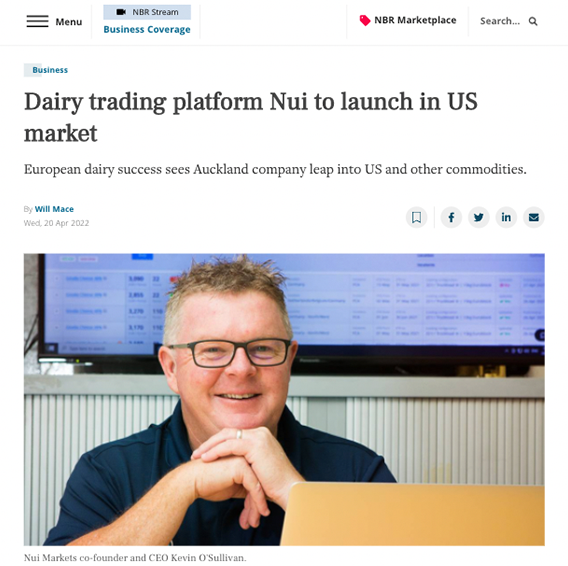 Menu
NBR Stream
Business Coverage
NBR Marketplace
Search...
Business
Dairy trading platform Nui to launch in US
market
European dairy success sees Auckland company leap into US and other commodities.
By Will Mace
Wed, 20 Apr 2022
Nui Markets co-founder and CEO Kevin O'Sullivan.